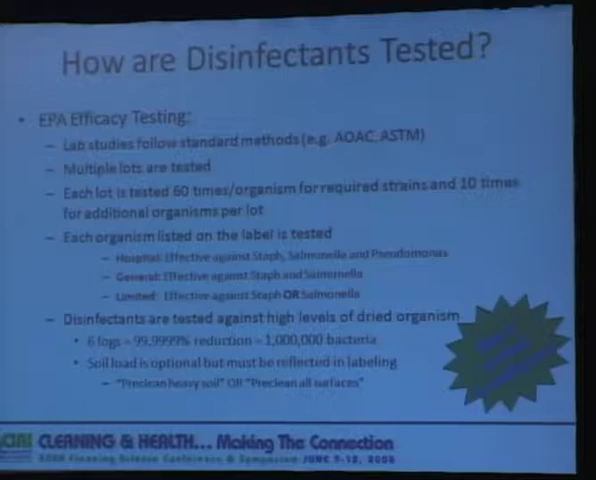 How are Disinfectants Tested?
• EPA Efficacy Testing:
– Lab studies follow standard methods (e.g. AOAC, ASTM)
– Multiple lots are tested
– Each lot is tested 60 times/organism for required strains and 10 times
for additional organisms per lot
– Each organism listed on the label is tested
– Hospital: Effective against Staph, Salmonella and Pseudomonas
– General: Effective against Staph and Salmonella
– Limited: Effective against Staph OR Salmonella
– Disinfectants are tested against high levels of dried organism
• 6 logs = 99.9999% reduction = 1,000,000 bacteria
• Soil load is optional but must be reflected in labeling
– "Preclean heavy soil" OR "Preclean all surfaces"
CLEANING & HEALTH... Making The Connection
Cleaning Science Conference & Symposium JUNE